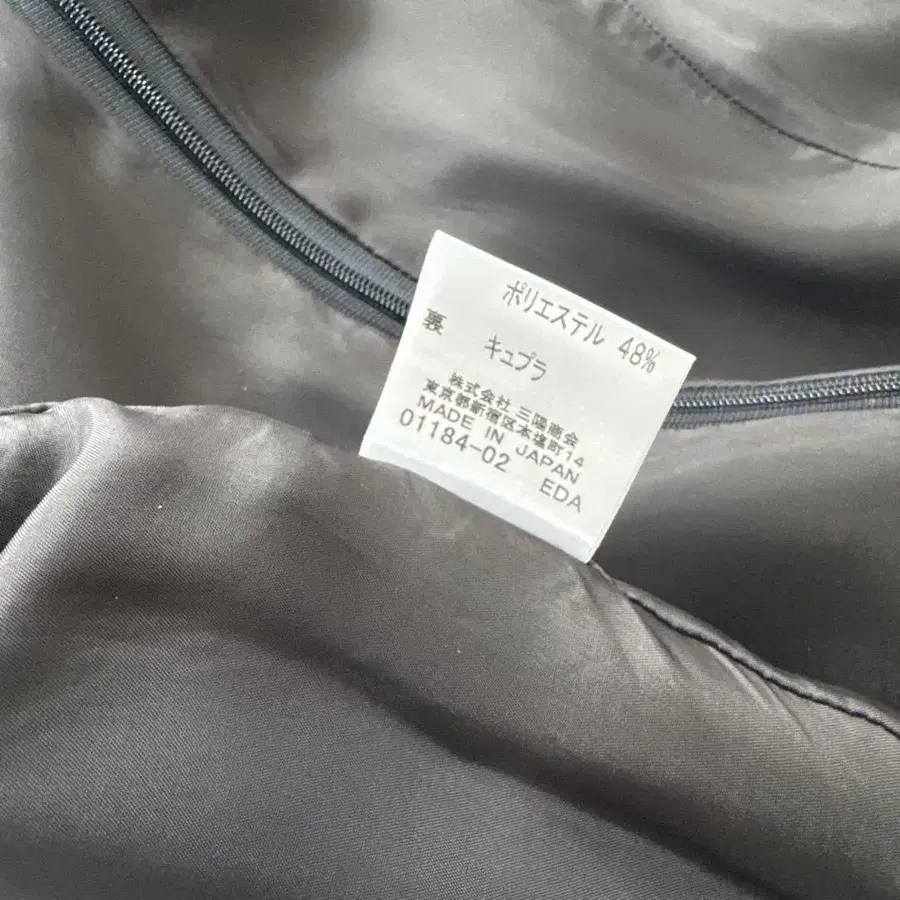 ポリエステル 48%
裏 キュプラ
株式会社 三陽商会
東京都新宿区本塩町14
MADE IN JAPAN
01184-02
EDA